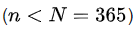 (n < N = 365)